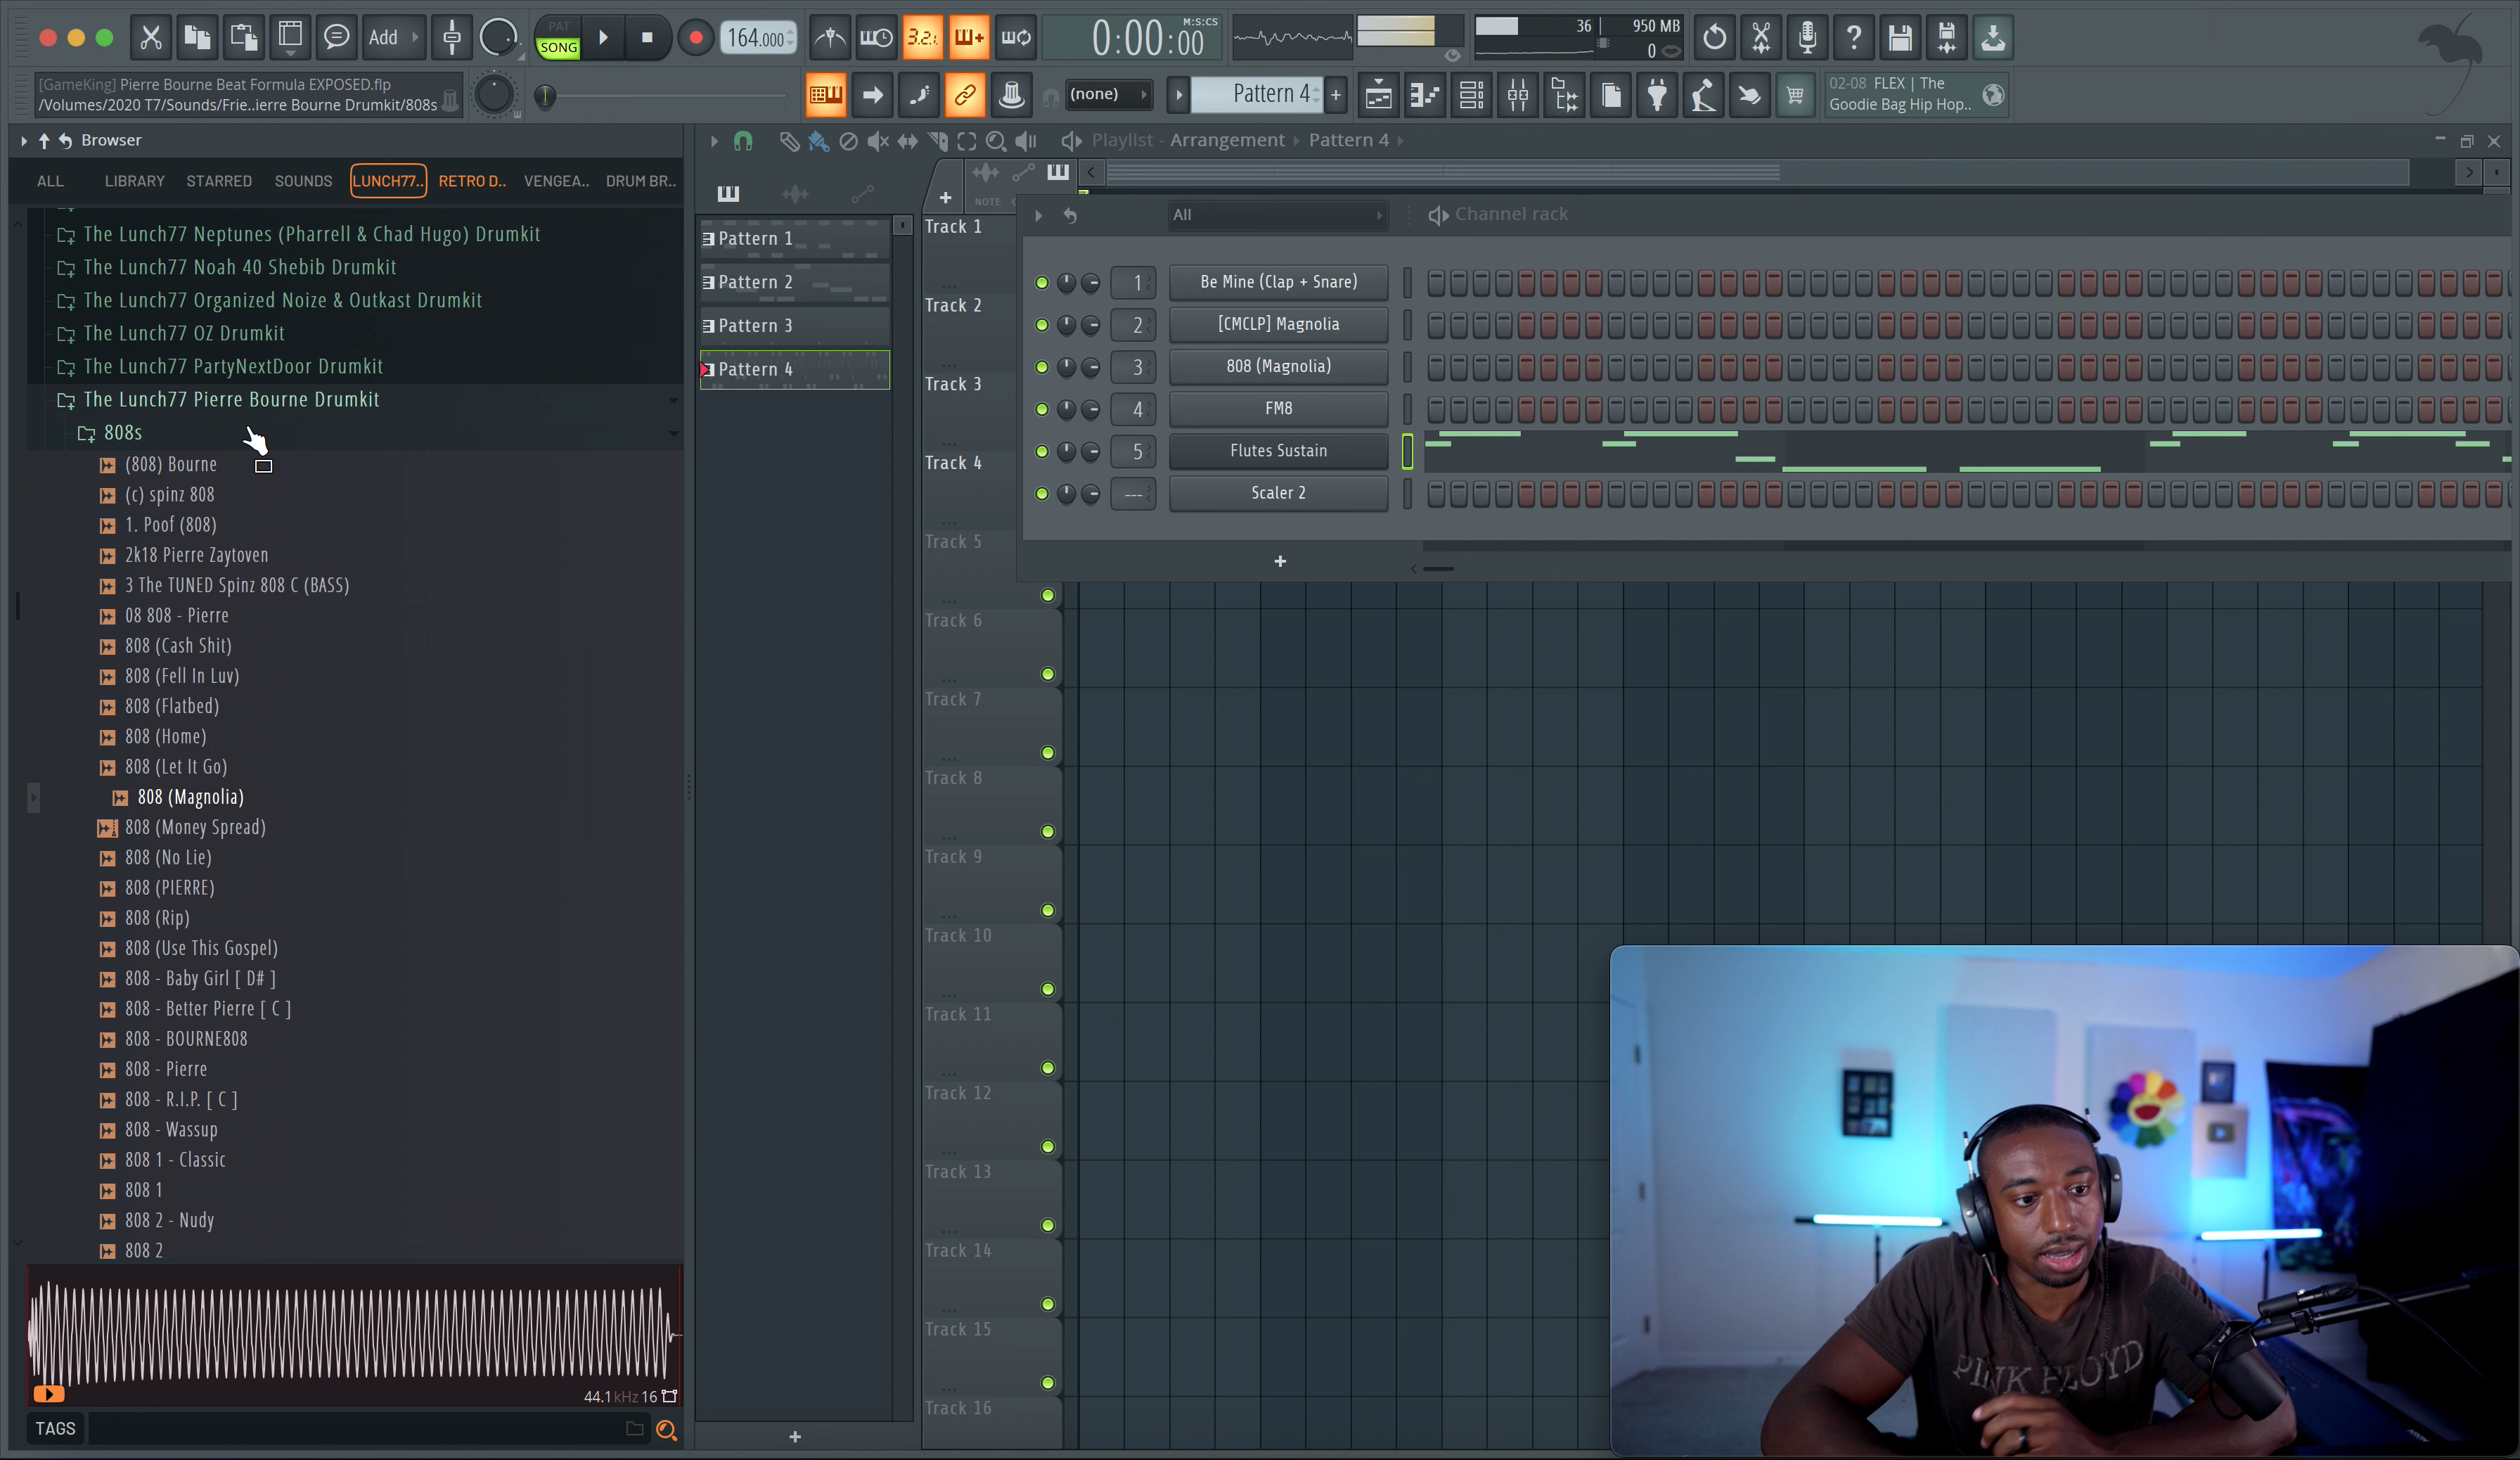 PAT
SONG
Add
164.000
3.2.1
0:00:00
M:S:CS
36
950 MB
0
[GameKing] Pierre Bourne Beat Formula EXPOSED.flp
/Volumes/2020 T7/Sounds/Frie..ierre Bourne Drumkit/808s
(none)
Pattern 4
+
02-08 FLEX | The
Goodie Bag Hip Hop..
Browser
Playlist - Arrangement
Pattern 4
ALL
LIBRARY
STARRED
SOUNDS
LUNCH77..
RETRO D..
VENGEA..
DRUM BR..
The Lunch77 Neptunes (Pharrell & Chad Hugo) Drumkit
The Lunch77 Noah 40 Shebib Drumkit
The Lunch77 Organized Noize & Outkast Drumkit
The Lunch77 OZ Drumkit
The Lunch77 PartyNextDoor Drumkit
The Lunch77 Pierre Bourne Drumkit
808s
(808) Bourne
(c) spinz 808
1. Poof (808)
2k18 Pierre Zaytoven
3 The TUNED Spinz 808 C (BASS)
08 808 - Pierre
808 (Cash Shit)
808 (Fell In Luv)
808 (Flatbed)
808 (Home)
808 (Let It Go)
808 (Magnolia)
808 (Money Spread)
808 (No Lie)
808 (PIERRE)
808 (Rip)
808 (Use This Gospel)
808 - Baby Girl [ D# ]
808 - Better Pierre [ C ]
808 - BOURNE808
808 - Pierre
808 - R.I.P. [ C ]
808 - Wassup
808 1 - Classic
808 1
808 2 - Nudy
808 2
44.1 kHz 16
TAGS
Pattern 1
Pattern 2
Pattern 3
Pattern 4
+
+
NOTE
Track 1
Track 2
Track 3
Track 4
Track 5
Track 6
Track 7
Track 8
Track 9
Track 10
Track 11
Track 12
Track 13
Track 14
Track 15
Track 16
All
Channel rack
1
Be Mine (Clap + Snare)
2
[CMCLP] Magnolia
3
808 (Magnolia)
4
FM8
5
Flutes Sustain
---
Scaler 2
+
PINK FLOYD